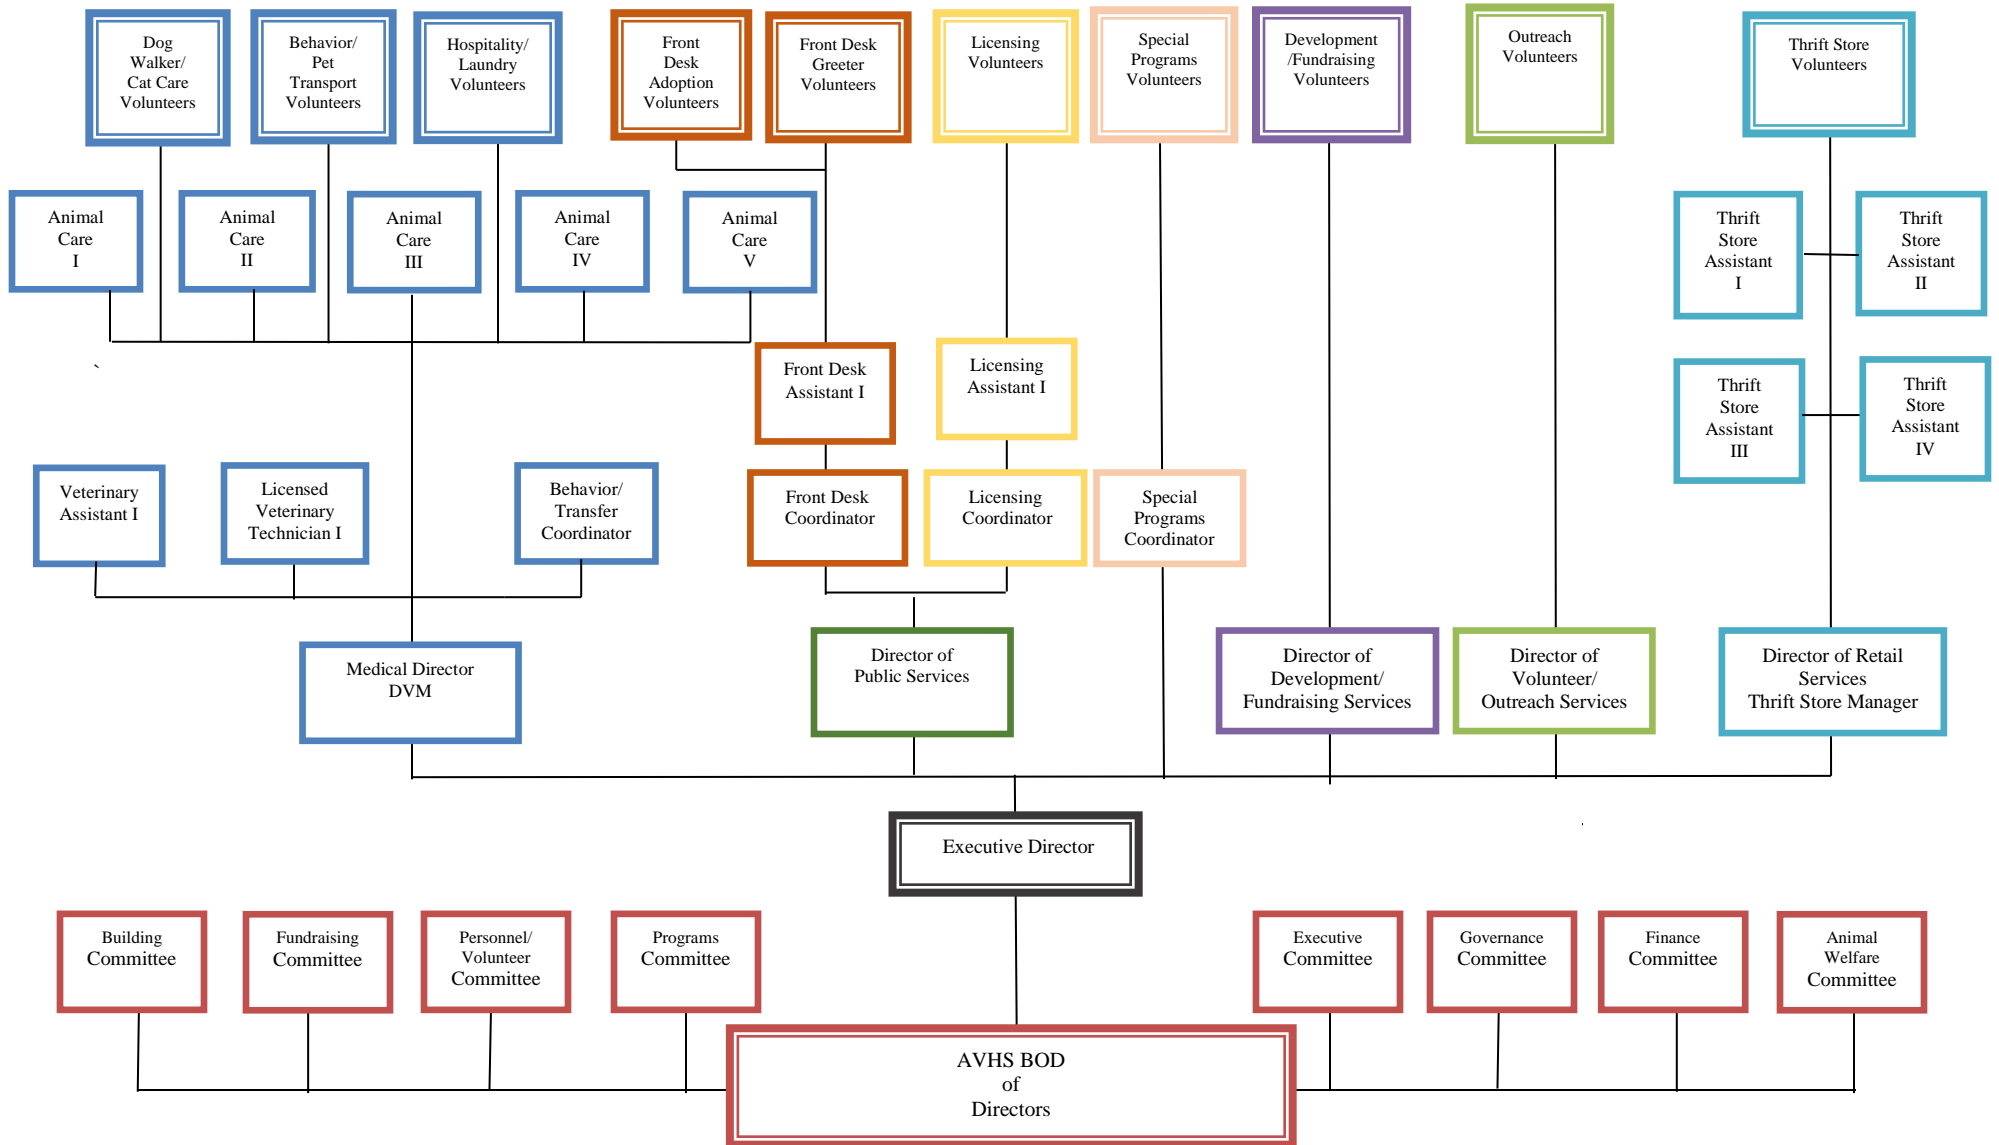 Dog
Walker/
Cat Care
Volunteers
Behavior/
Pet
Transport
Volunteers
Hospitality/
Laundry
Volunteers
Front
Desk
Adoption
Volunteers
Front Desk
Greeter
Volunteers
Licensing
Volunteers
Special
Programs
Volunteers
Development
/Fundraising
Volunteers
Outreach
Volunteers
Thrift Store
Volunteers
Animal
Care
I
Animal
Care
II
Animal
Care
III
Animal
Care
IV
Animal
Care
V
Thrift
Store
Assistant
I
Thrift
Store
Assistant
II
Front Desk
Assistant I
Licensing
Assistant I
Thrift
Store
Assistant
III
Thrift
Store
Assistant
IV
`
Veterinary
Assistant I
Licensed
Veterinary
Technician I
Behavior/
Transfer
Coordinator
Front Desk
Coordinator
Licensing
Coordinator
Special
Programs
Coordinator
Medical Director
DVM
Director of
Public Services
Director of
Development/
Fundraising Services
Director of
Volunteer/
Outreach Services
Director of Retail
Services
Thrift Store Manager
Executive Director
.
Building
Committee
Fundraising
Committee
Personnel/
Volunteer
Committee
Programs
Committee
Executive
Committee
Governance
Committee
Finance
Committee
Animal
Welfare
Committee
AVHS BOD
of
Directors